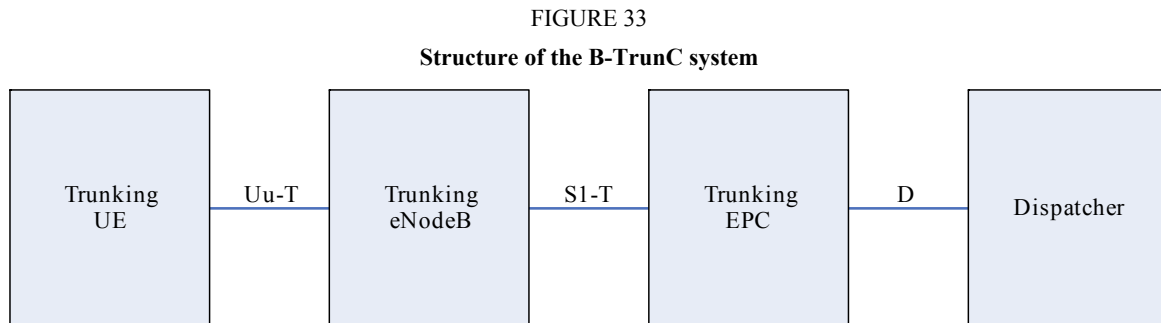 FIGURE 33
Structure of the B-TrunC system
Trunking
UE
Uu-T
Trunking
eNodeB
S1-T
Trunking
EPC
D
Dispatcher